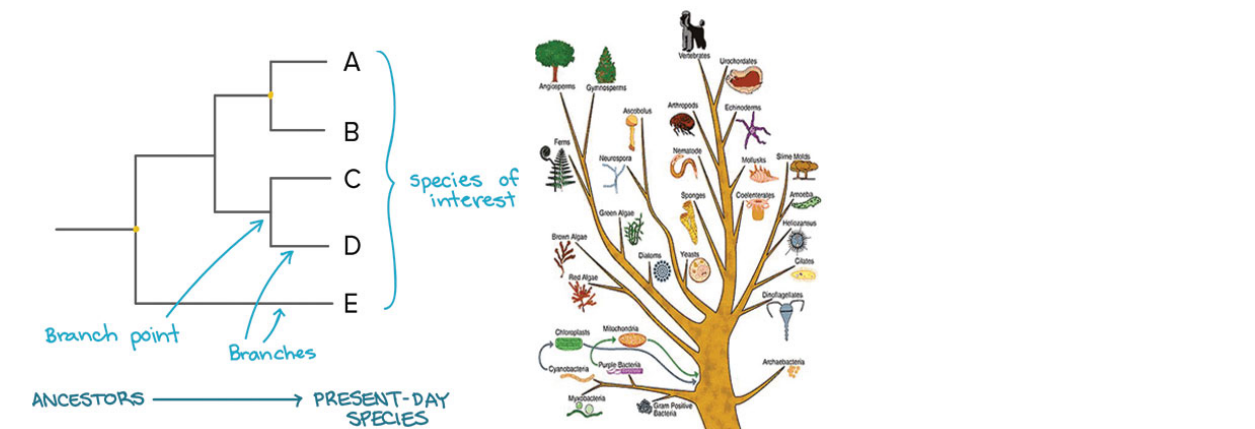 A
B
C
D
E
species of
interest
Branch point
Branches
ANCESTORS
PRESENT-DAY
SPECIES
Vertebrates
Urochordates
Angiosperms
Gymnosperms
Ascobolus
Arthropods
Echinoderms
Ferns
Neurospora
Nematode
Mollusks
Slime Molds
Sponges
Coelenterates
Amoeba
Green Algae
Heliozoansus
Brown Algae
Diatoms
Yeasts
Ciliates
Red Algae
Dinoflagellates
Chloroplasts
Mitochondria
Cyanobacteria
Purple Bacteria
Archaebacteria
Myxobacteria
Gram Positive
Bacteria